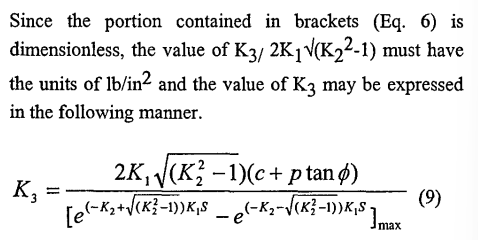 Since the portion contained in brackets (Eq. 6) is
dimensionless, the value of K₃/ 2K₁√(K₂²-1) must have
the units of lb/in² and the value of K₃ may be expressed
in the following manner.
K₃ = 2K₁√(K₂² − 1)(c + p tan ϕ) / [e^(−K₂+√(K₂²−1))K₁S − e^(−K₂−√(K₂²−1))K₁S]max (9)